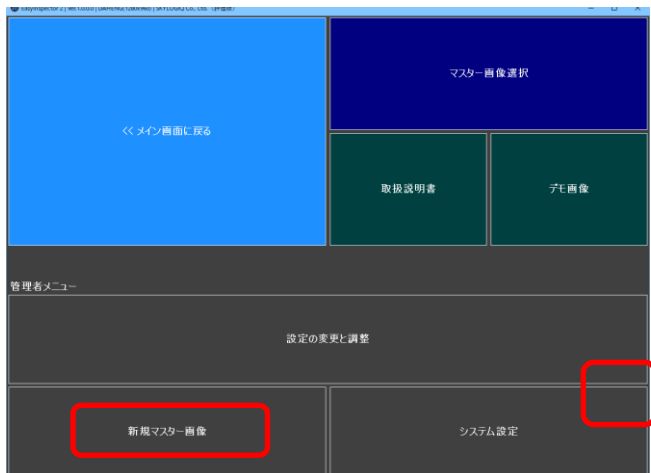 << メイン画面に戻る
マスター画像選択
取扱説明書
デモ画像
管理者メニュー
設定の変更と調整
新規マスター画像
システム設定